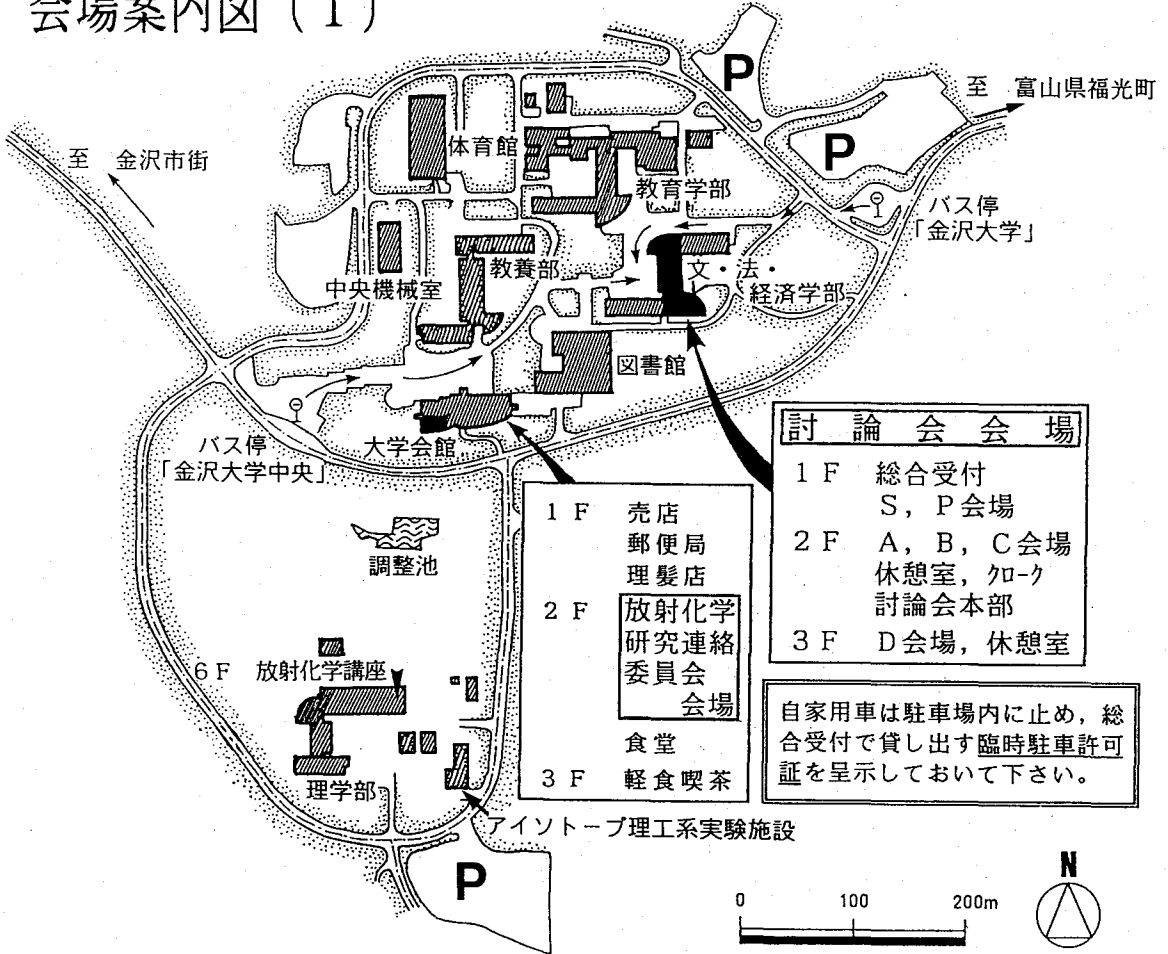 会場案内図(1)
P
至 富山県福光町
P
体育館
至 金沢市街
教育学部
バス停
「金沢大学」
教養部
文・法・
経済学部
中央機械室
図書館
バス停
「金沢大学中央」
大学会館
討論会会場
1F 総合受付
S,P会場
2F A,B,C会場
休憩室,クローク
討論会本部
3F D会場,休憩室
1F 売店
郵便局
理髪店
2F 放射化学
研究連絡
委員会
会場
食堂
3F 軽食喫茶
調整池
6F 放射化学講座
理学部
自家用車は駐車場内に止め,総
合受付で貸し出す臨時駐車許可
証を呈示しておいて下さい。
アイソトープ理工系実験施設
P
0 100 200m
N